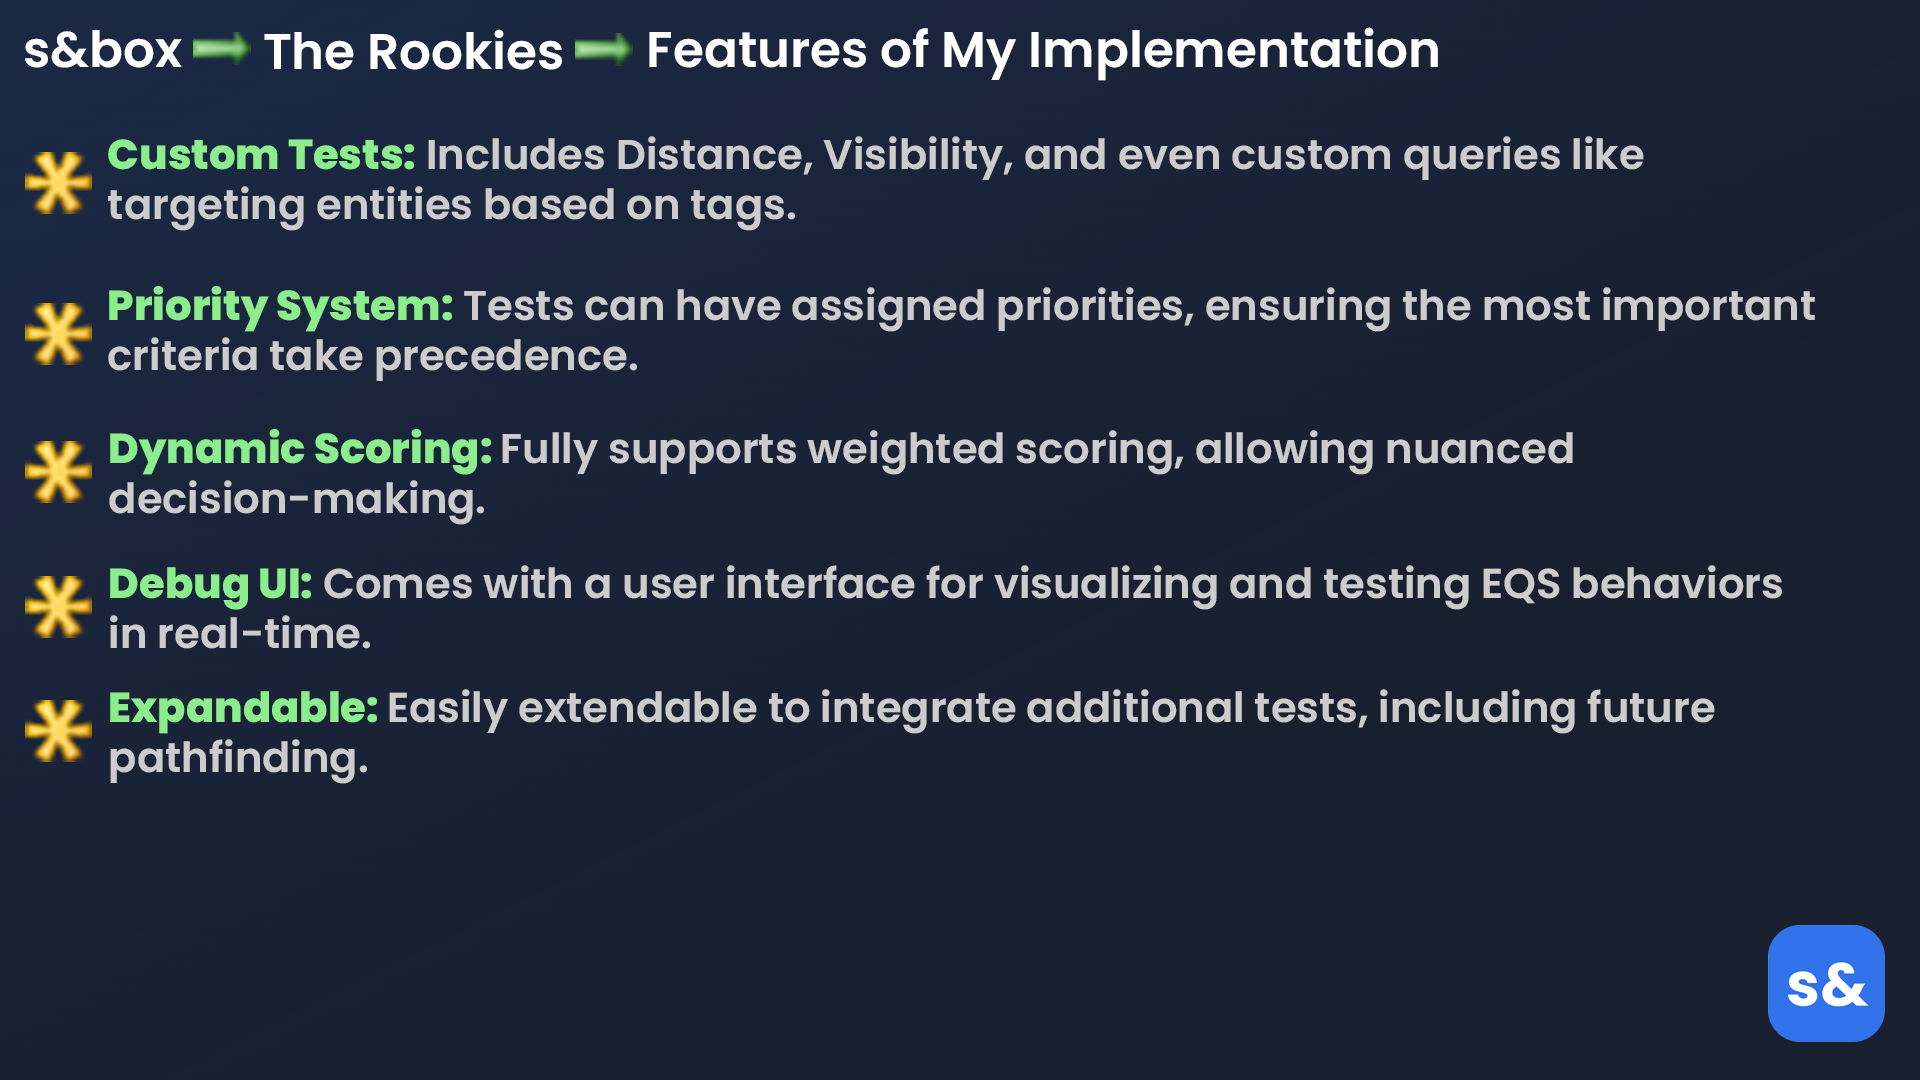 s&box ➡ The Rookies ➡ Features of My Implementation
Custom Tests: Includes Distance, Visibility, and even custom queries like
targeting entities based on tags.
Priority System: Tests can have assigned priorities, ensuring the most important
criteria take precedence.
Dynamic Scoring: Fully supports weighted scoring, allowing nuanced
decision-making.
Debug UI: Comes with a user interface for visualizing and testing EQS behaviors
in real-time.
Expandable: Easily extendable to integrate additional tests, including future
pathfinding.
s&